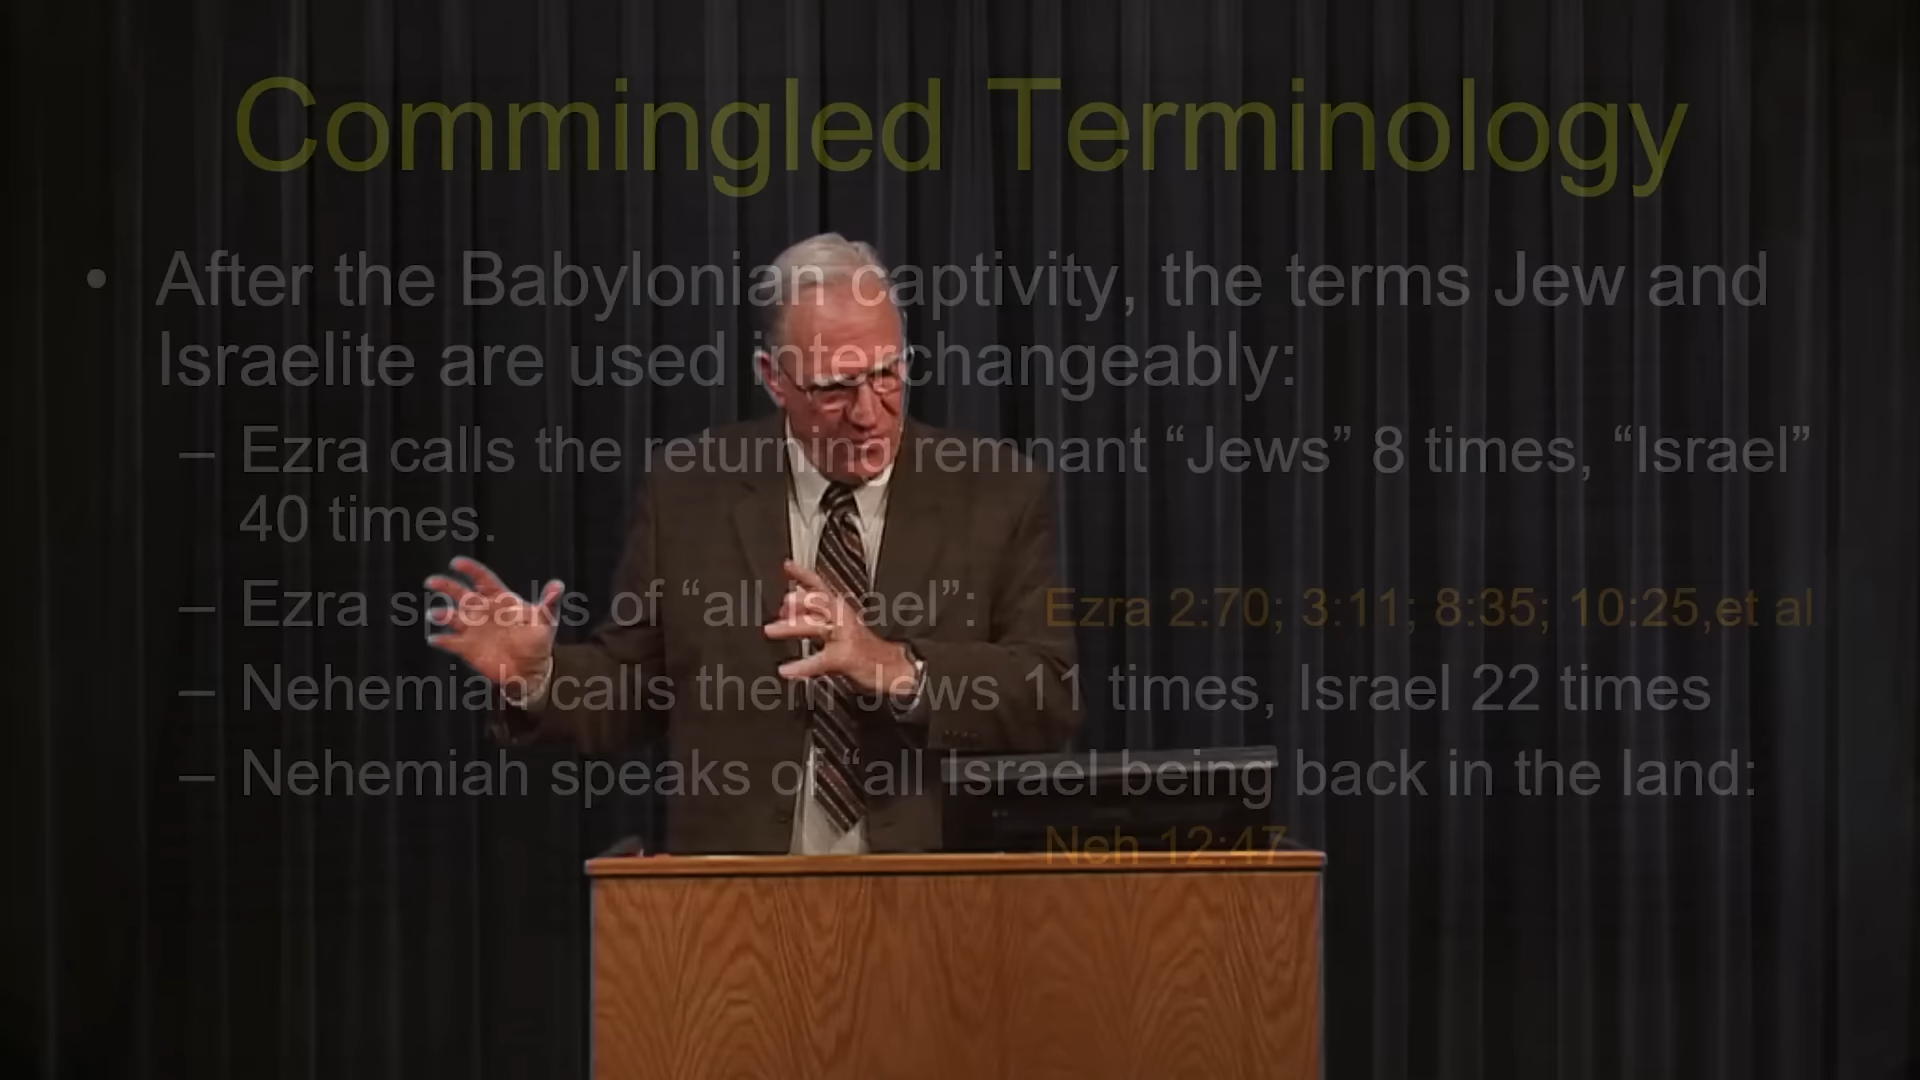 Commingled Terminology
• After the Babylonian captivity, the terms Jew and
Israelite are used interchangeably:
– Ezra calls the returning remnant “Jews” 8 times, “Israel”
40 times.
– Ezra speaks of “all Israel”: Ezra 2:70; 3:11; 8:35; 10:25,et al
– Nehemiah calls them Jews 11 times, Israel 22 times
– Nehemiah speaks of “all Israel being back in the land:
Neh 12:47